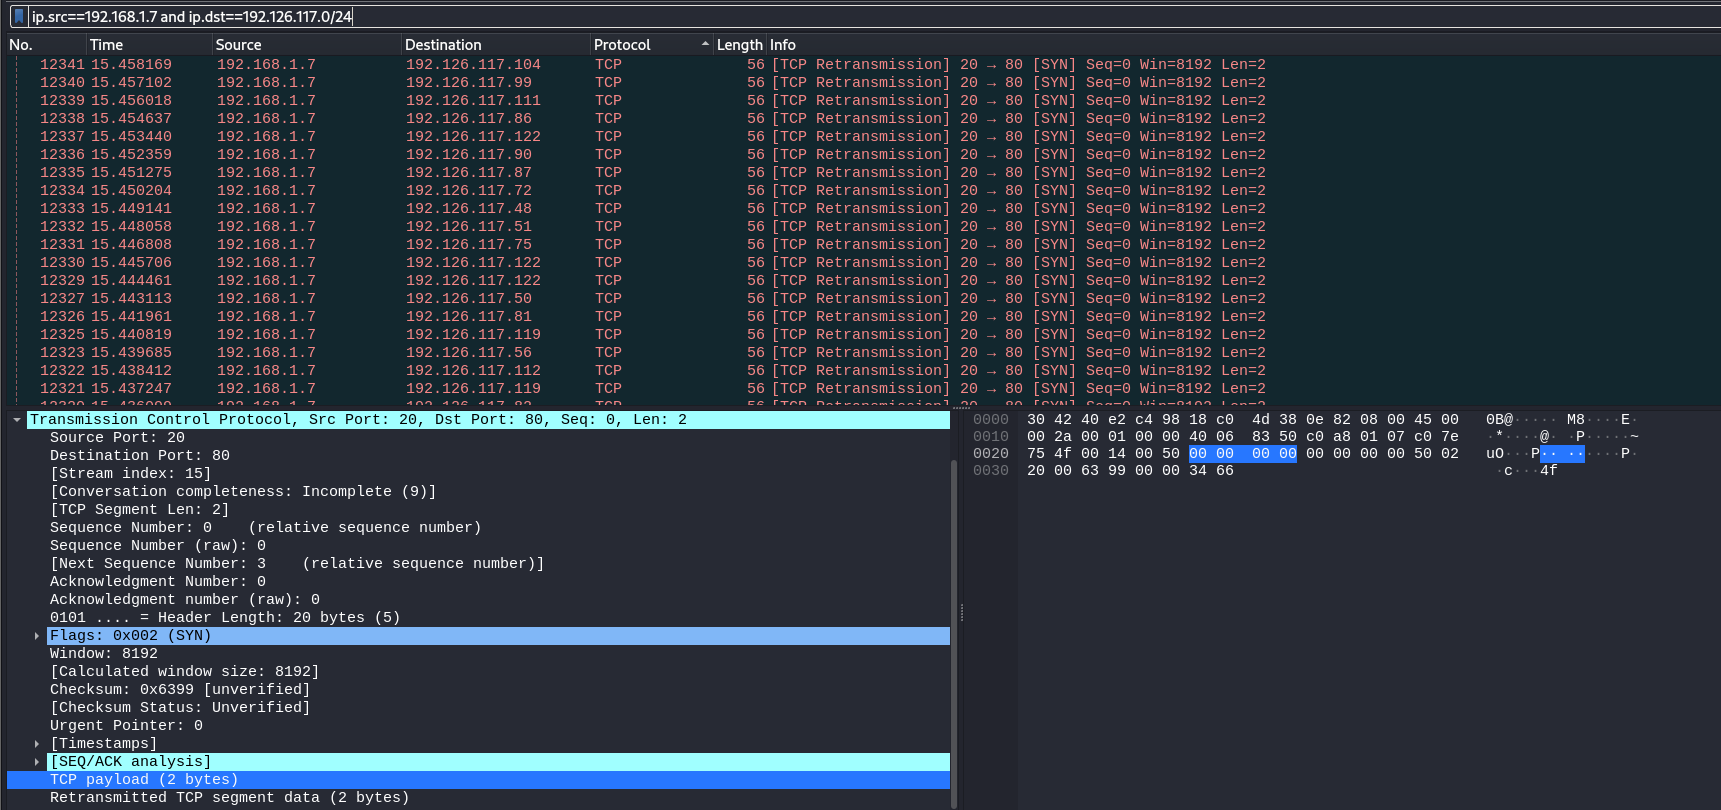 ip.src==192.168.1.7 and ip.dst==192.126.117.0/24
No. Time Source Destination Protocol Length Info
12341 15.458169 192.168.1.7 192.126.117.104 TCP 56 [TCP Retransmission] 20 → 80 [SYN] Seq=0 Win=8192 Len=2
12340 15.457102 192.168.1.7 192.126.117.99 TCP 56 [TCP Retransmission] 20 → 80 [SYN] Seq=0 Win=8192 Len=2
12339 15.456018 192.168.1.7 192.126.117.111 TCP 56 [TCP Retransmission] 20 → 80 [SYN] Seq=0 Win=8192 Len=2
12338 15.454637 192.168.1.7 192.126.117.86 TCP 56 [TCP Retransmission] 20 → 80 [SYN] Seq=0 Win=8192 Len=2
12337 15.453440 192.168.1.7 192.126.117.122 TCP 56 [TCP Retransmission] 20 → 80 [SYN] Seq=0 Win=8192 Len=2
12336 15.452359 192.168.1.7 192.126.117.90 TCP 56 [TCP Retransmission] 20 → 80 [SYN] Seq=0 Win=8192 Len=2
12335 15.451275 192.168.1.7 192.126.117.87 TCP 56 [TCP Retransmission] 20 → 80 [SYN] Seq=0 Win=8192 Len=2
12334 15.450204 192.168.1.7 192.126.117.72 TCP 56 [TCP Retransmission] 20 → 80 [SYN] Seq=0 Win=8192 Len=2
12333 15.449141 192.168.1.7 192.126.117.48 TCP 56 [TCP Retransmission] 20 → 80 [SYN] Seq=0 Win=8192 Len=2
12332 15.448058 192.168.1.7 192.126.117.51 TCP 56 [TCP Retransmission] 20 → 80 [SYN] Seq=0 Win=8192 Len=2
12331 15.446808 192.168.1.7 192.126.117.75 TCP 56 [TCP Retransmission] 20 → 80 [SYN] Seq=0 Win=8192 Len=2
12330 15.445706 192.168.1.7 192.126.117.122 TCP 56 [TCP Retransmission] 20 → 80 [SYN] Seq=0 Win=8192 Len=2
12329 15.444461 192.168.1.7 192.126.117.122 TCP 56 [TCP Retransmission] 20 → 80 [SYN] Seq=0 Win=8192 Len=2
12327 15.443113 192.168.1.7 192.126.117.50 TCP 56 [TCP Retransmission] 20 → 80 [SYN] Seq=0 Win=8192 Len=2
12326 15.441961 192.168.1.7 192.126.117.81 TCP 56 [TCP Retransmission] 20 → 80 [SYN] Seq=0 Win=8192 Len=2
12325 15.440819 192.168.1.7 192.126.117.119 TCP 56 [TCP Retransmission] 20 → 80 [SYN] Seq=0 Win=8192 Len=2
12323 15.439685 192.168.1.7 192.126.117.56 TCP 56 [TCP Retransmission] 20 → 80 [SYN] Seq=0 Win=8192 Len=2
12322 15.438412 192.168.1.7 192.126.117.112 TCP 56 [TCP Retransmission] 20 → 80 [SYN] Seq=0 Win=8192 Len=2
12321 15.437247 192.168.1.7 192.126.117.119 TCP 56 [TCP Retransmission] 20 → 80 [SYN] Seq=0 Win=8192 Len=2
Transmission Control Protocol, Src Port: 20, Dst Port: 80, Seq: 0, Len: 2
Source Port: 20
Destination Port: 80
[Stream index: 15]
[Conversation completeness: Incomplete (9)]
[TCP Segment Len: 2]
Sequence Number: 0 (relative sequence number)
Sequence Number (raw): 0
[Next Sequence Number: 3 (relative sequence number)]
Acknowledgment Number: 0
Acknowledgment number (raw): 0
0101 .... = Header Length: 20 bytes (5)
Flags: 0x002 (SYN)
Window: 8192
[Calculated window size: 8192]
Checksum: 0x6399 [unverified]
[Checksum Status: Unverified]
Urgent Pointer: 0
[Timestamps]
[SEQ/ACK analysis]
TCP payload (2 bytes)
Retransmitted TCP segment data (2 bytes)
0000 30 42 40 e2 c4 98 18 c0 4d 38 0e 82 08 00 45 00 0B@····· M8····E·
0010 00 2a 00 01 00 00 40 06 83 50 c0 a8 01 07 c0 7e ·*····@· ·P·····~
0020 75 4f 00 14 00 50 00 00 00 00 00 00 00 00 50 02 uO···P·· ······P·
0030 20 00 63 99 00 00 34 66 ·c···4f